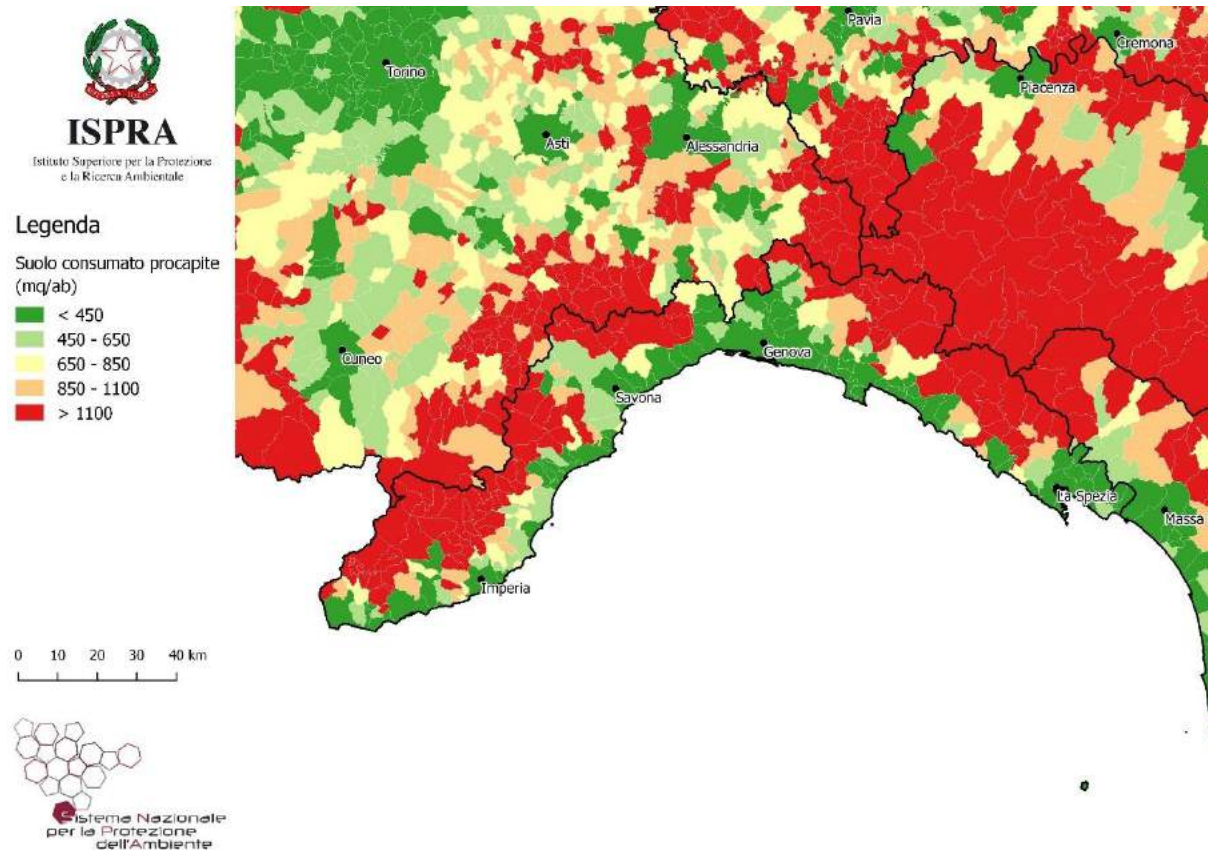 ISPRA
Istituto Superiore per la Protezione
e la Ricerca Ambientale
Legenda
Suolo consumato procapite
(mq/ab)
< 450
450 - 650
650 - 850
850 - 1100
> 1100
0 10 20 30 40 km
Sistema Nazionale
per la Protezione
dell'Ambiente
Pavia
Cremona
Torino
Piacenza
Asti
Alessandria
Cuneo
Genova
Savona
La Spezia
Massa
Imperia